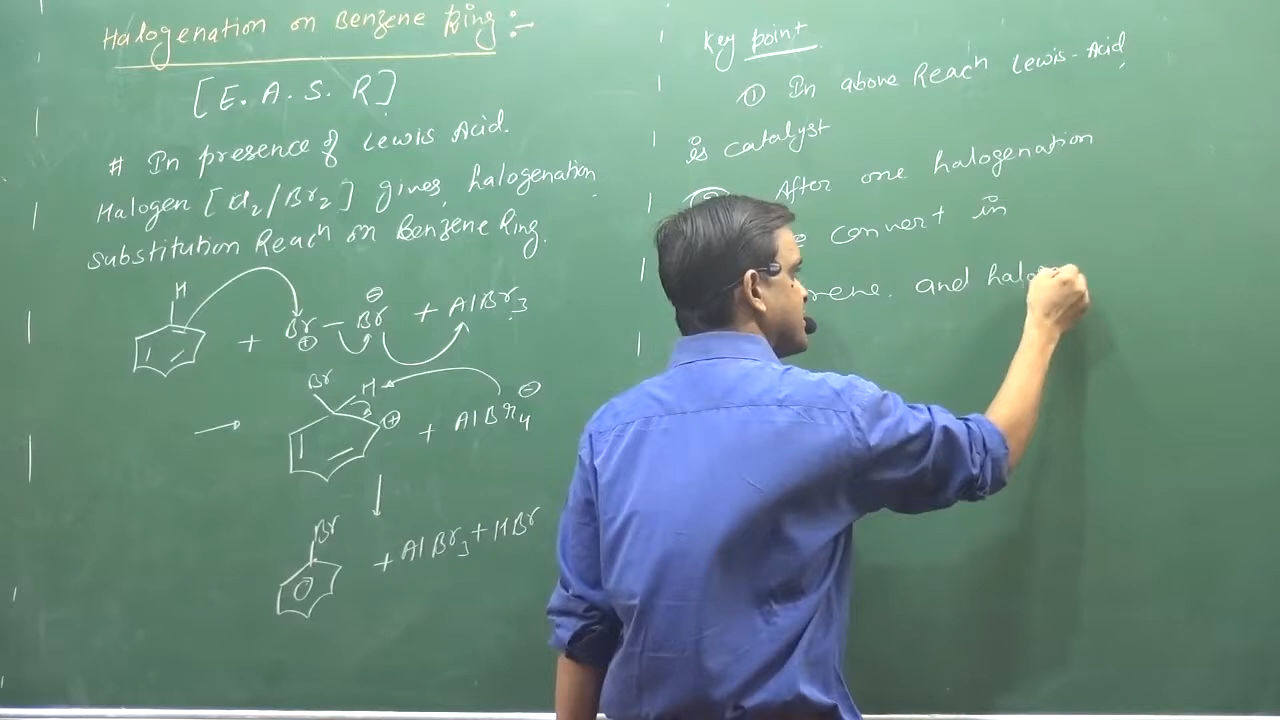 Halogenation on Benzene Ring :-
[E. A. S. R]
# In presence of Lewis Acid.
Halogen [Cl2/Br2] gives, halogenation
substitution Reacn on Benzene Ring.
H
+ Br - Br + AlBr3
⊕ ⊖
Br H
→ ⊕ + AlBr4 ⊖
Br
+ AlBr3 + HBr
Key point
① In above Reacn Lewis-Acid,
is catalyst
After one halogenation
convert in
and